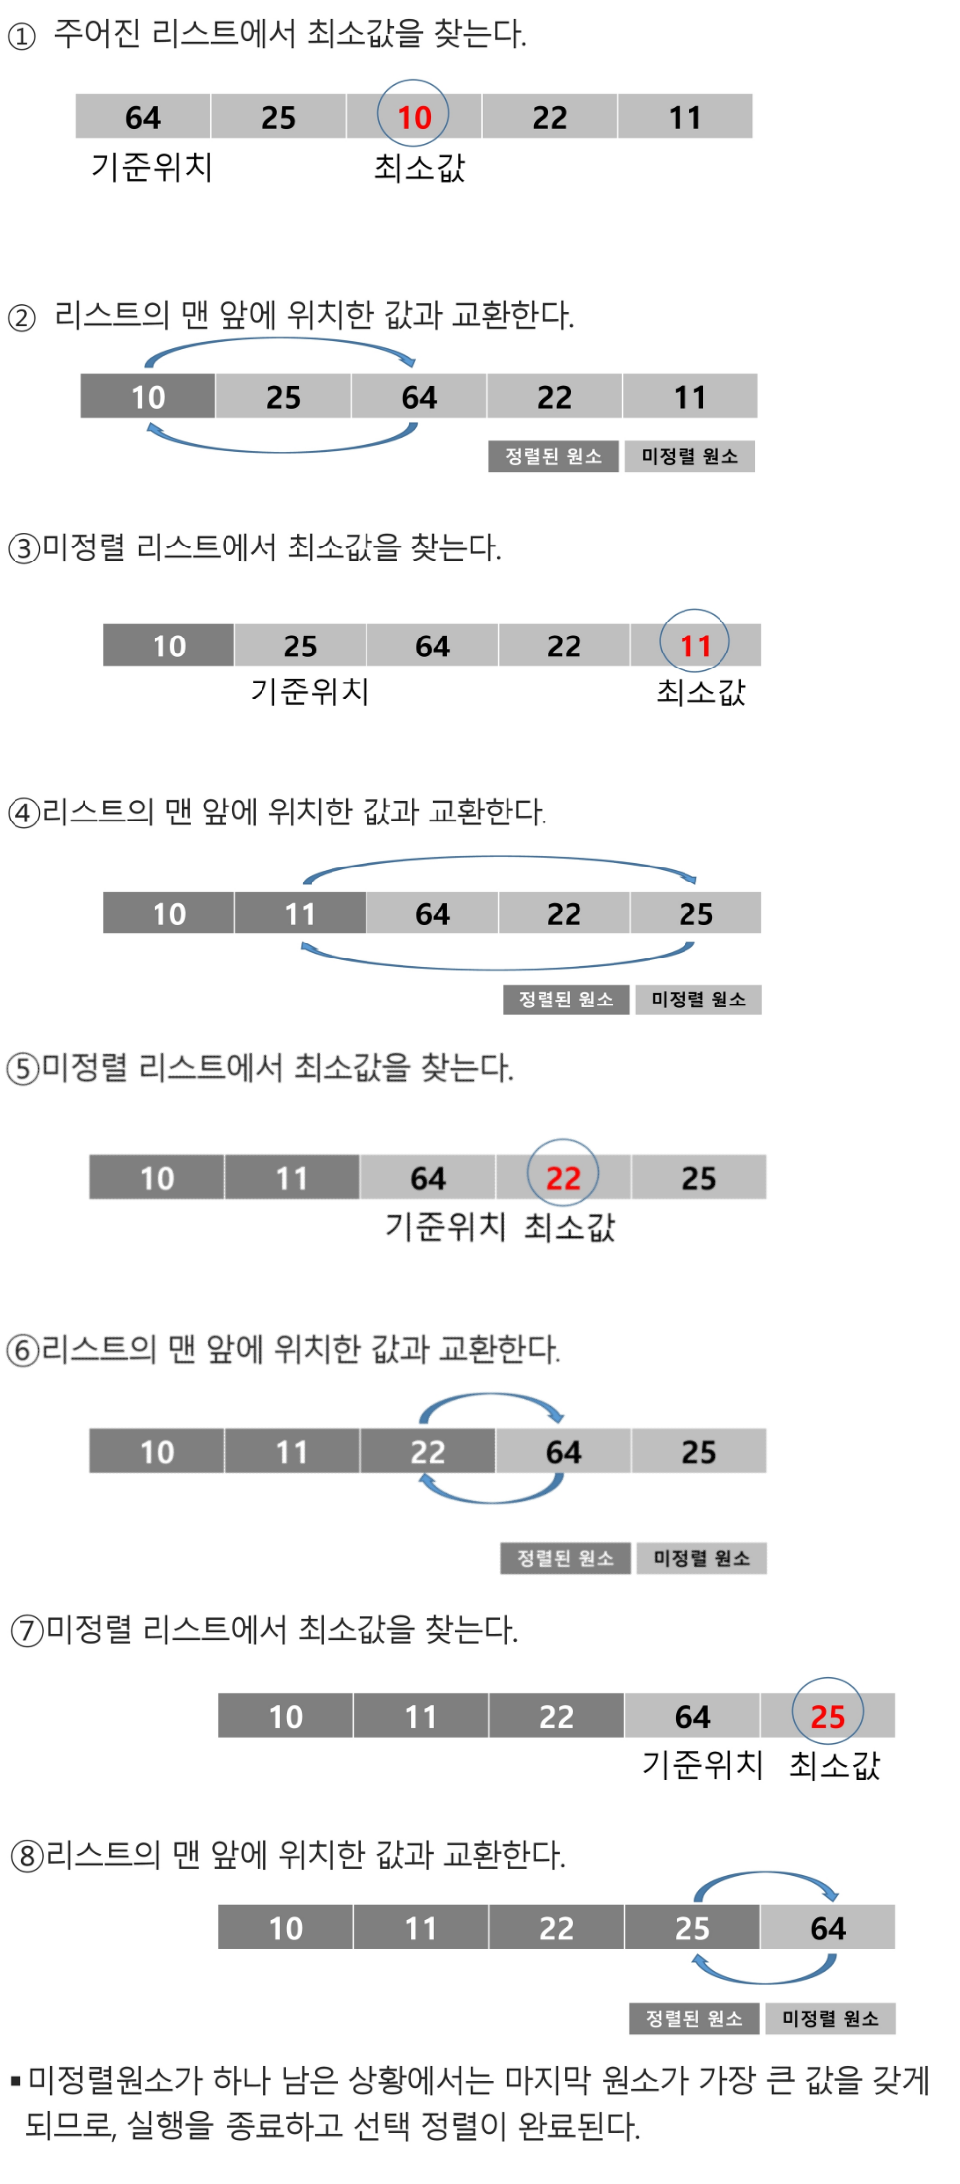 ① 주어진 리스트에서 최소값을 찾는다.
64 25 10 22 11
기준위치 최소값
② 리스트의 맨 앞에 위치한 값과 교환한다.
10 25 64 22 11
정렬된 원소 미정렬 원소
③미정렬 리스트에서 최소값을 찾는다.
10 25 64 22 11
기준위치 최소값
④리스트의 맨 앞에 위치한 값과 교환한다.
10 11 64 22 25
정렬된 원소 미정렬 원소
⑤미정렬 리스트에서 최소값을 찾는다.
10 11 64 22 25
기준위치 최소값
⑥리스트의 맨 앞에 위치한 값과 교환한다.
10 11 22 64 25
정렬된 원소 미정렬 원소
⑦미정렬 리스트에서 최소값을 찾는다.
10 11 22 64 25
기준위치 최소값
⑧리스트의 맨 앞에 위치한 값과 교환한다.
10 11 22 25 64
정렬된 원소 미정렬 원소
▪ 미정렬원소가 하나 남은 상황에서는 마지막 원소가 가장 큰 값을 갖게
되므로, 실행을 종료하고 선택 정렬이 완료된다.